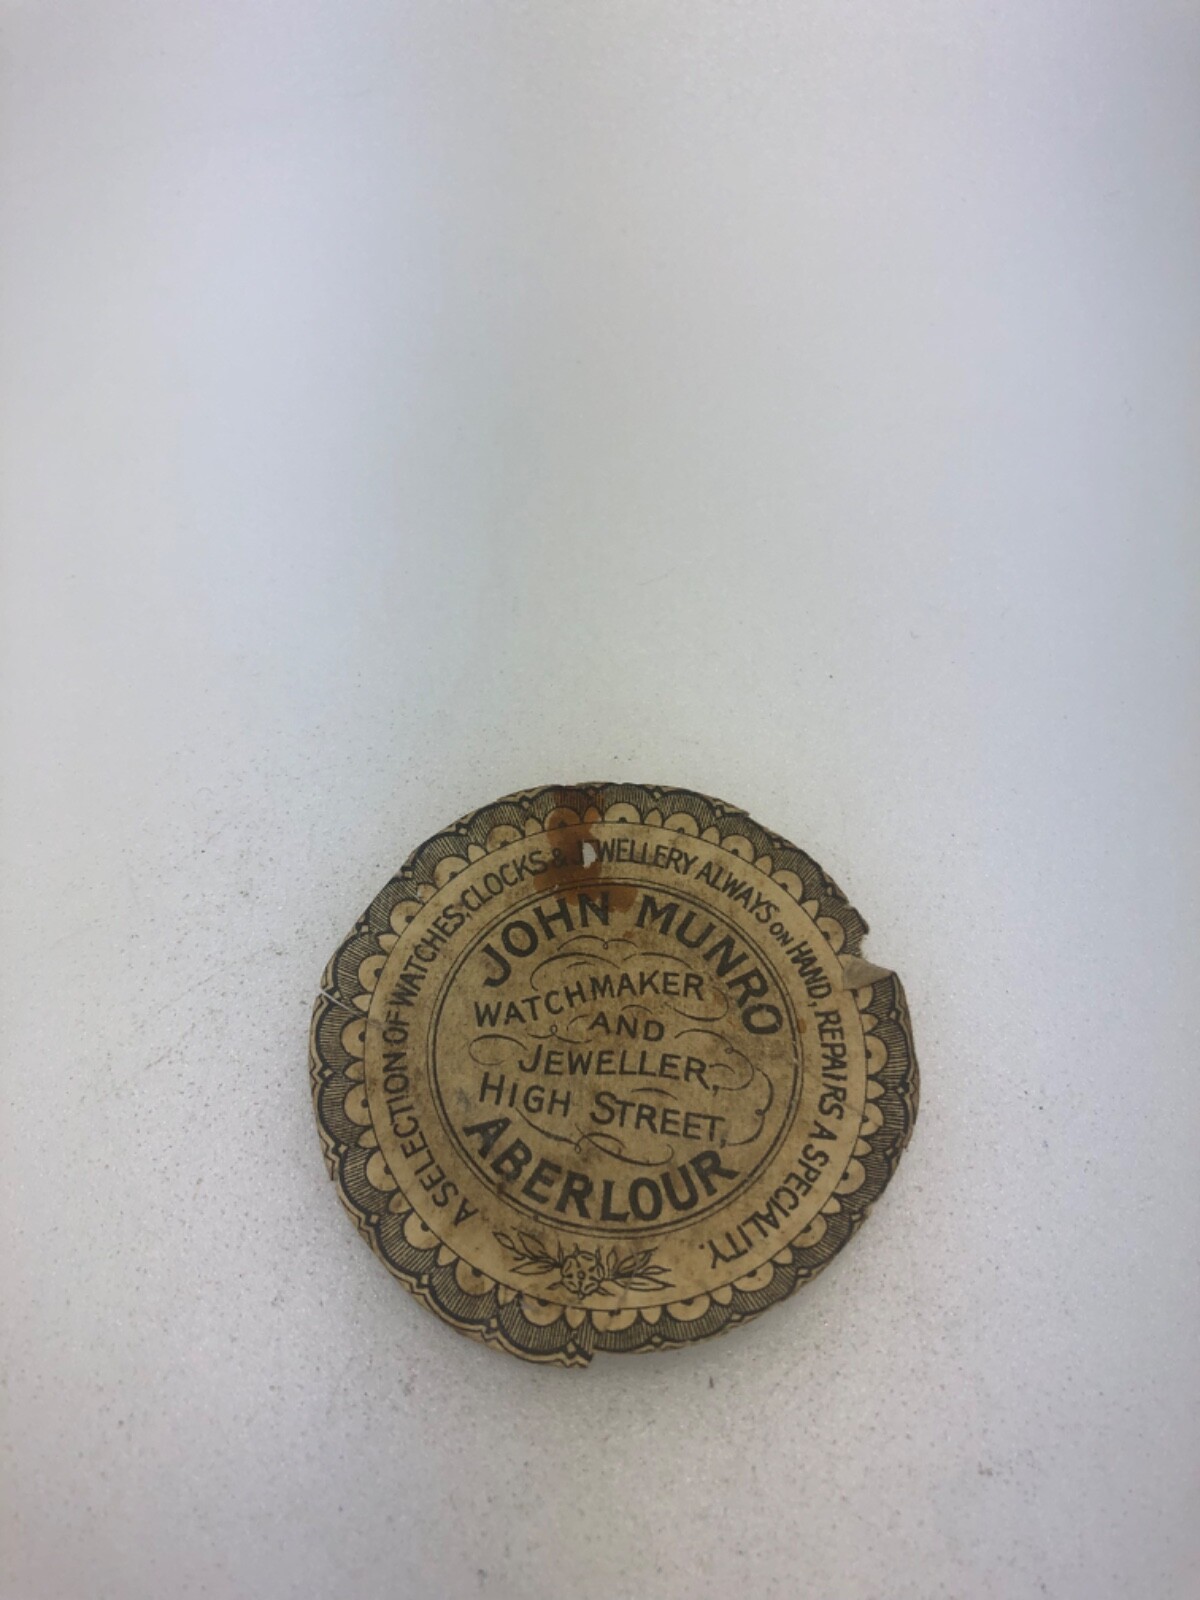 A SELECTION OF WATCHES, CLOCKS & JEWELLERY ALWAYS ON HAND, REPAIRS A SPECIALITY.
JOHN MUNRO
WATCHMAKER
AND
JEWELLER,
HIGH STREET,
ABERLOUR